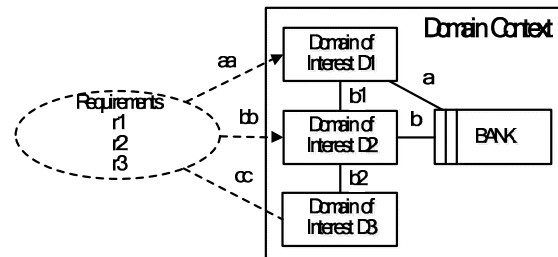 Domain Context
Domain of
Interest D1
aa
a
b1
Requirements
r1
r2
r3
bb
Domain of
Interest D2
b
BANK
cc
b2
Domain of
Interest D3